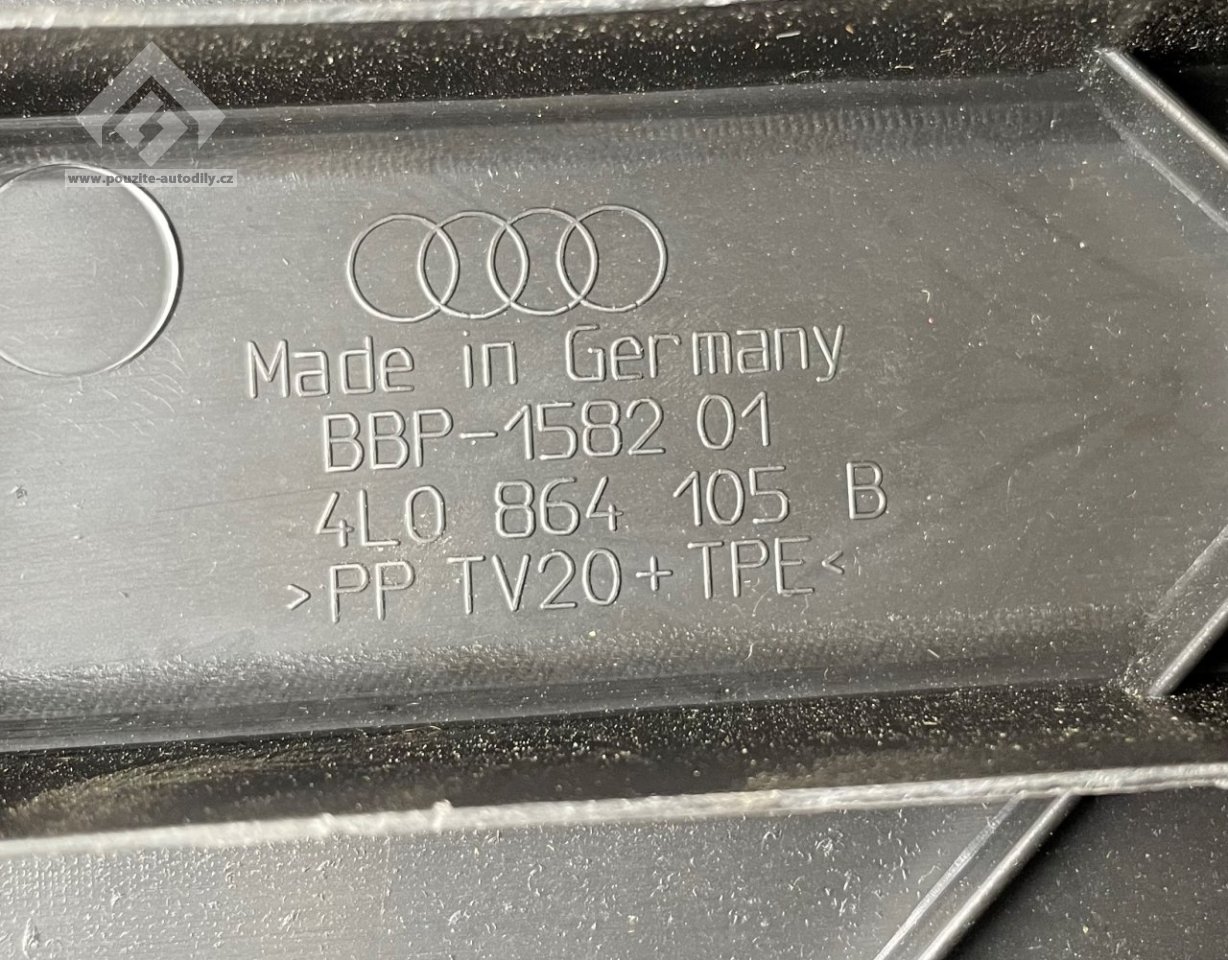 www.pouzite-autodily.cz
Made in Germany
BBP-1582 01
4L0 864 105 B
>PP TV20+TPE<